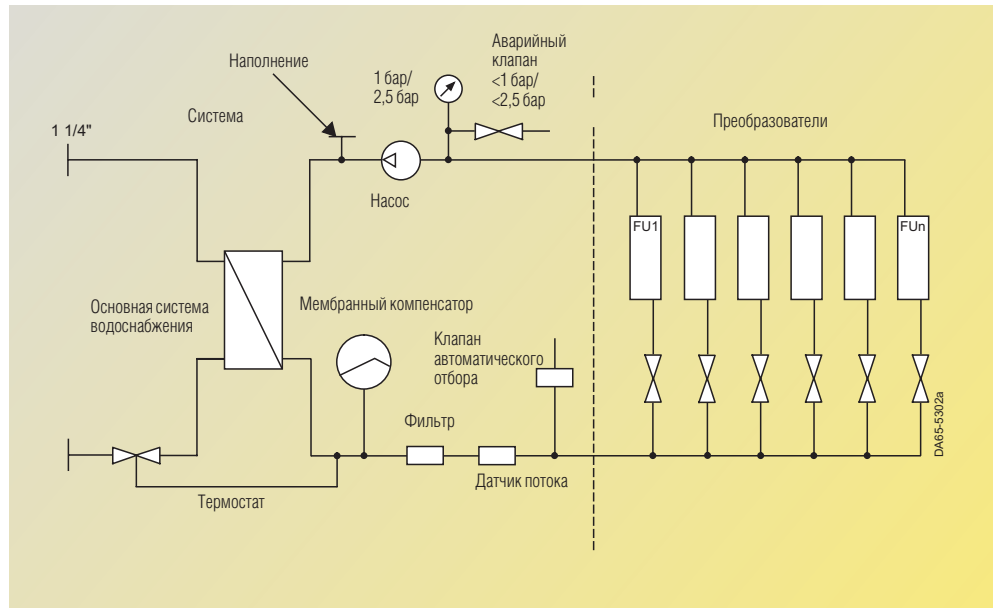 Наполнение
1 бар/
2,5 бар
Аварийный
клапан
<1 бар/
<2,5 бар
Система
1 1/4"
Преобразователи
Насос
FU1
FUn
Основная система
водоснабжения
Мембранный компенсатор
Клапан
автоматического
отбора
Фильтр
Датчик потока
Термостат
DA65-5302a